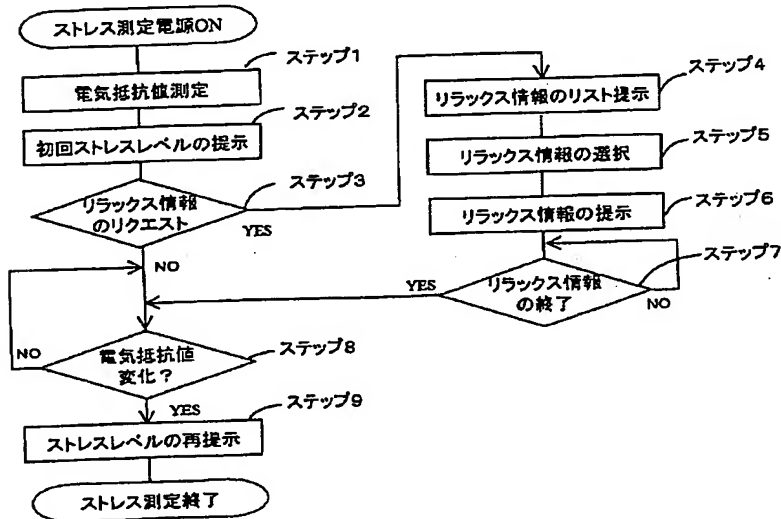 ストレス測定電源ON
ステップ1
電気抵抗値測定
ステップ2
初回ストレスレベルの提示
ステップ3
リラックス情報
のリクエスト
YES
NO
ステップ4
リラックス情報のリスト提示
ステップ5
リラックス情報の選択
ステップ6
リラックス情報の提示
ステップ7
リラックス情報
の終了
YES
NO
ステップ8
電気抵抗値
変化?
NO
YES
ステップ9
ストレスレベルの再提示
ストレス測定終了